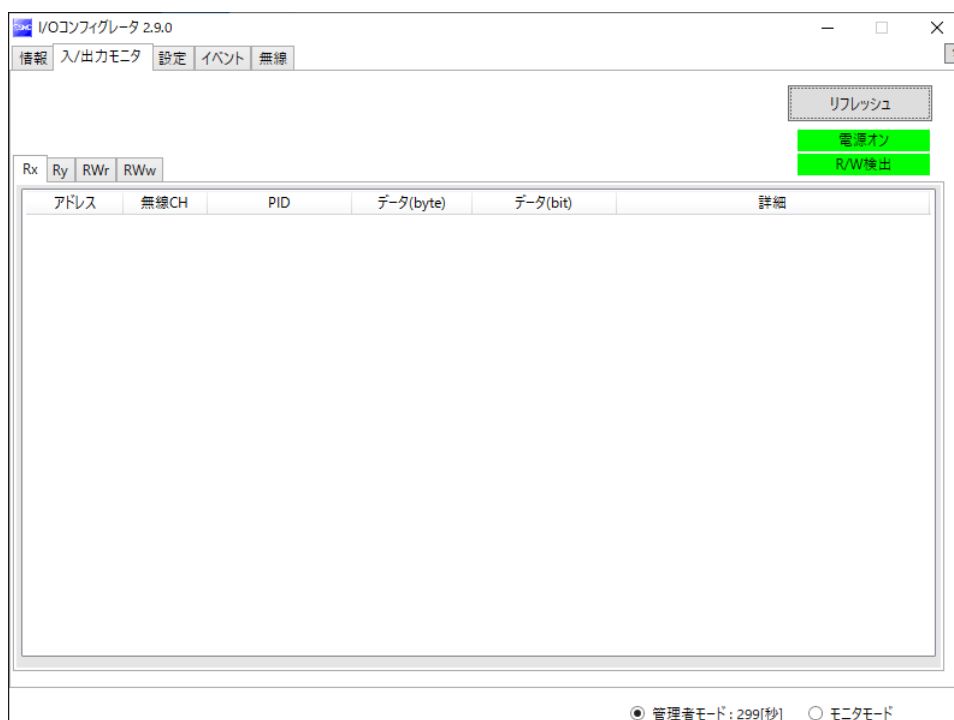 I/Oコンフィグレータ 2.9.0
情報 入/出力モニタ 設定 イベント 無線
リフレッシュ
電源オン
R/W検出
Rx Ry RWr RWw
アドレス 無線CH PID データ(byte) データ(bit) 詳細
管理者モード : 299[秒] モニタモード